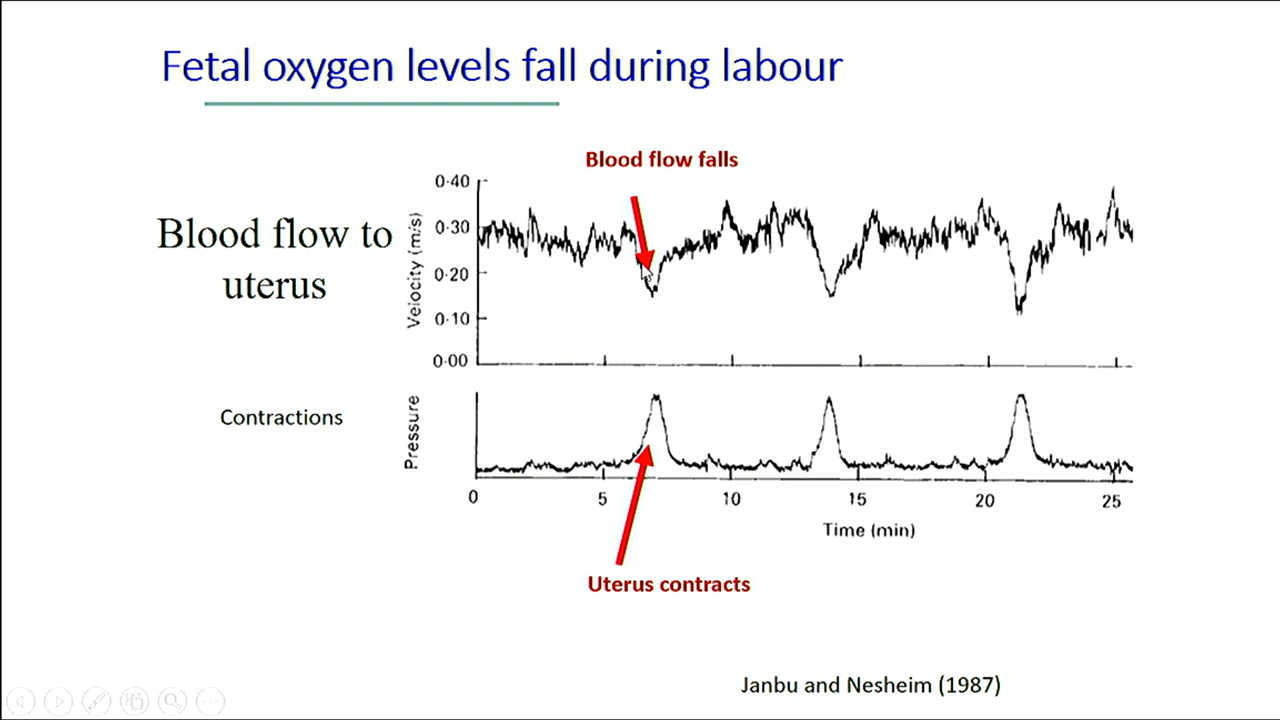 Fetal oxygen levels fall during labour
Blood flow falls
Blood flow to
uterus
Velocity (m/s)
0·40
0·30
0·20
0·10
0·00
Contractions
Pressure
0 5 10 15 20 25
Time (min)
Uterus contracts
Janbu and Nesheim (1987)